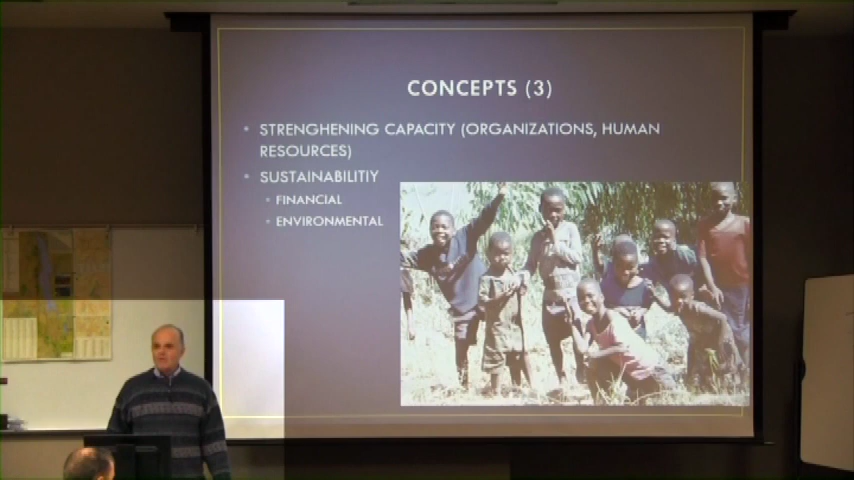 CONCEPTS (3)
• STRENGHENING CAPACITY (ORGANIZATIONS, HUMAN
RESOURCES)
• SUSTAINABILITIY
• FINANCIAL
• ENVIRONMENTAL